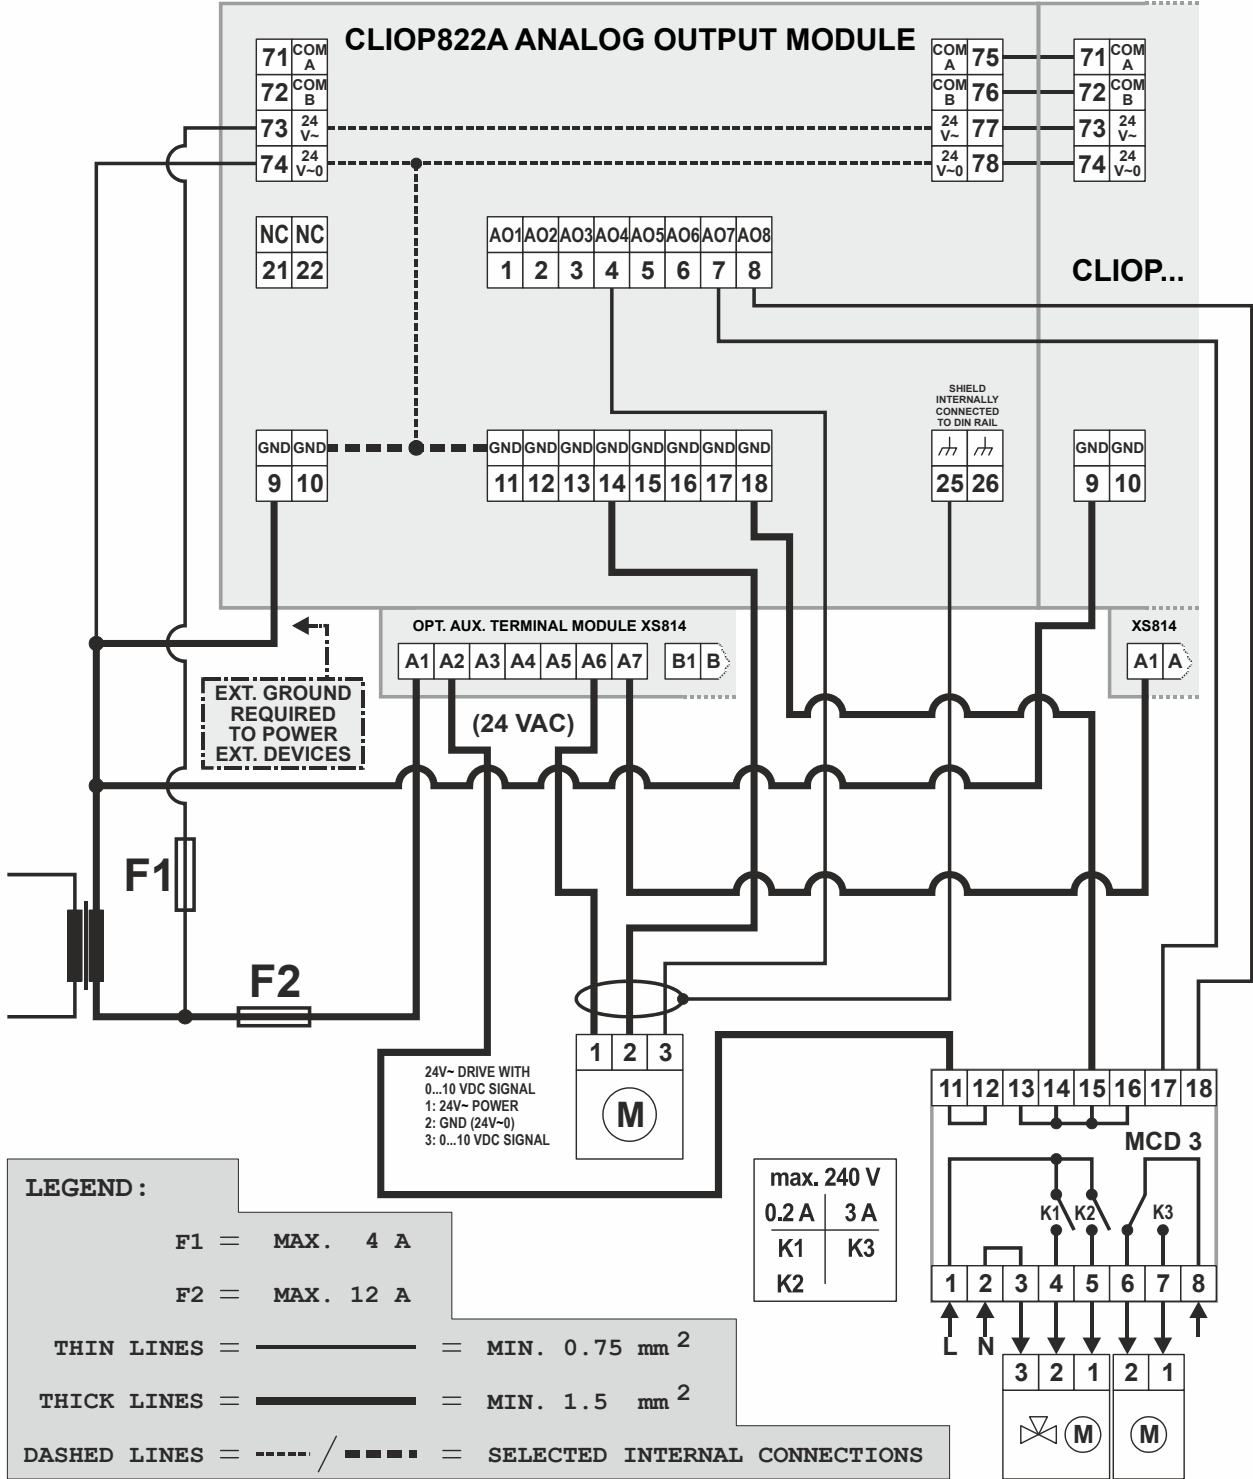 CLIOP822A ANALOG OUTPUT MODULE
71 COM A
72 COM B
73 24 V~
74 24 V~0
COM A 75
COM B 76
24 V~ 77
24 V~0 78
71 COM A
72 COM B
73 24 V~
74 24 V~0
NC NC
21 22
AO1 AO2 AO3 AO4 AO5 AO6 AO7 AO8
1 2 3 4 5 6 7 8
CLIOP...
SHIELD
INTERNALLY
CONNECTED
TO DIN RAIL
GND GND
9 10
GND GND GND GND GND GND GND GND
11 12 13 14 15 16 17 18
25 26
GND GND
9 10
OPT. AUX. TERMINAL MODULE XS814
A1 A2 A3 A4 A5 A6 A7 B1 B
XS814
A1 A
EXT. GROUND
REQUIRED
TO POWER
EXT. DEVICES
(24 VAC)
F1
F2
1 2 3
M
24V~ DRIVE WITH
0...10 VDC SIGNAL
1: 24V~ POWER
2: GND (24V~0)
3: 0...10 VDC SIGNAL
11 12 13 14 15 16 17 18
MCD 3
K1 K2 K3
1 2 3 4 5 6 7 8
L N
3 2 1 2 1
M M
max. 240 V
0.2 A 3 A
K1 K3
K2
LEGEND:
F1 = MAX. 4 A
F2 = MAX. 12 A
THIN LINES = = MIN. 0.75 mm 2
THICK LINES = = MIN. 1.5 mm 2
DASHED LINES = / = SELECTED INTERNAL CONNECTIONS